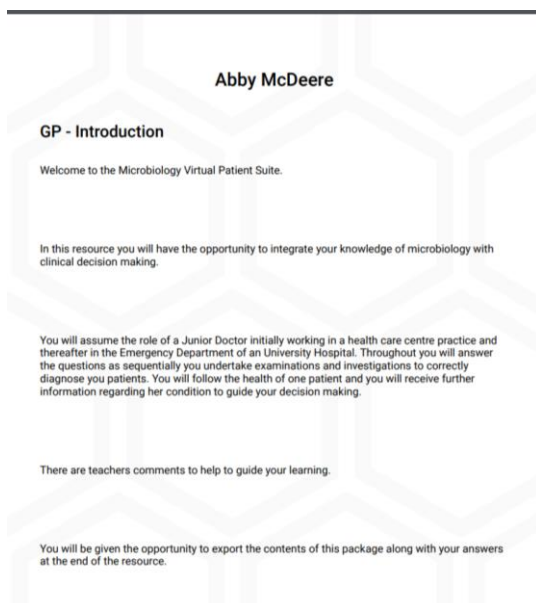 Abby McDeere
GP - Introduction
Welcome to the Microbiology Virtual Patient Suite.
In this resource you will have the opportunity to integrate your knowledge of microbiology with
clinical decision making.
You will assume the role of a Junior Doctor initially working in a health care centre practice and
thereafter in the Emergency Department of an University Hospital. Throughout you will answer
the questions as sequentially you undertake examinations and investigations to correctly
diagnose you patients. You will follow the health of one patient and you will receive further
information regarding her condition to guide your decision making.
There are teachers comments to help to guide your learning.
You will be given the opportunity to export the contents of this package along with your answers
at the end of the resource.